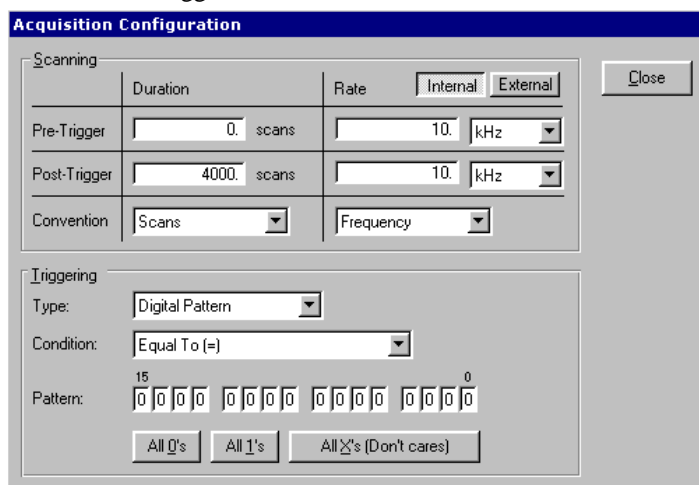 Acquisition Configuration
Scanning
Duration Rate Internal External Close
Pre-Trigger 0. scans 10. kHz
Post-Trigger 4000. scans 10. kHz
Convention Scans Frequency
Triggering
Type: Digital Pattern
Condition: Equal To (=)
15 0
Pattern: 0 0 0 0 0 0 0 0 0 0 0 0 0 0 0 0
All 0's All 1's All X's (Don't cares)